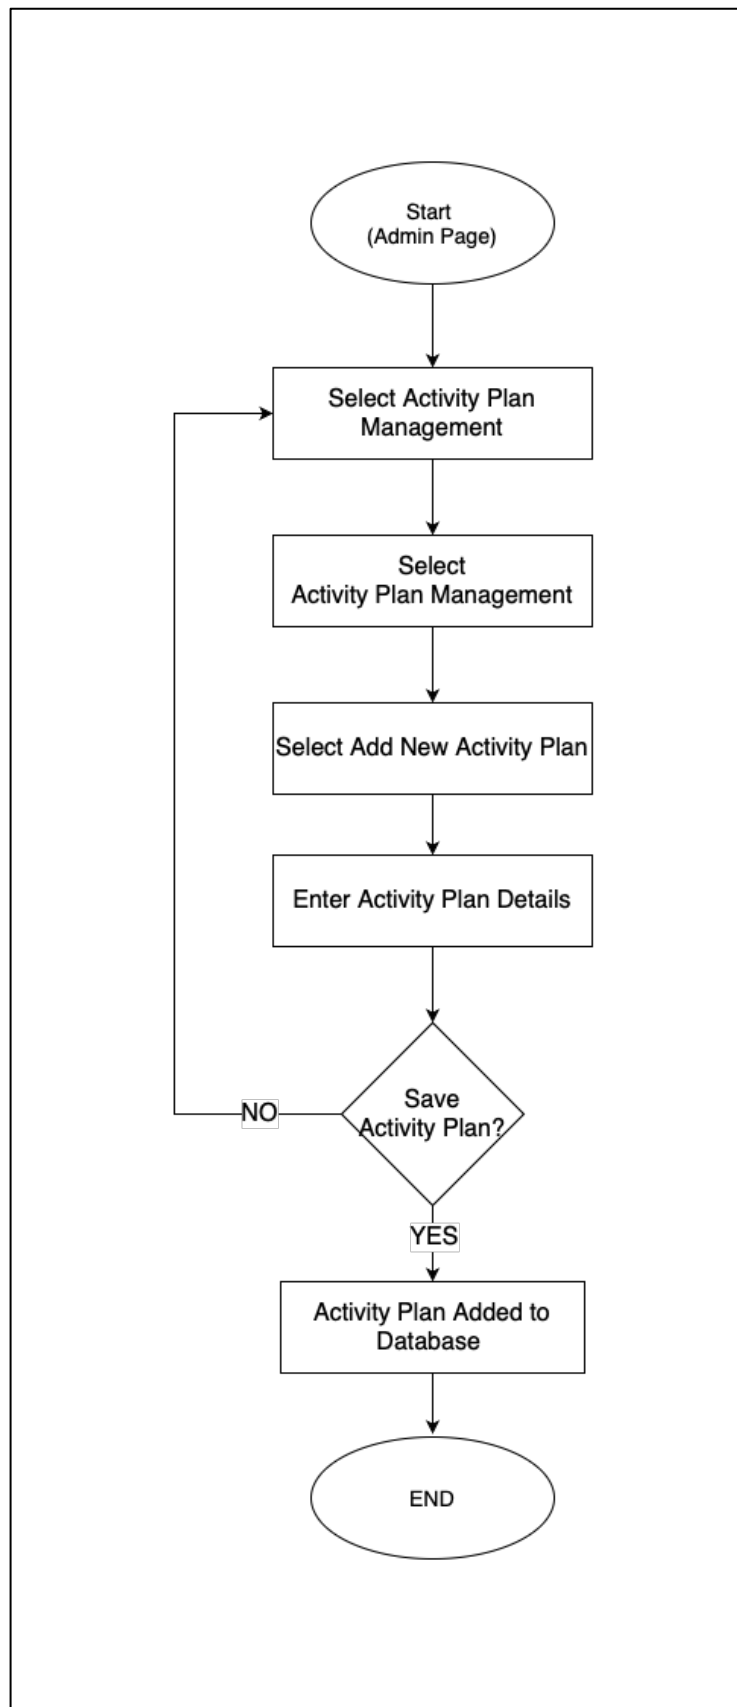 Start
(Admin Page)
Select Activity Plan
Management
Select
Activity Plan Management
Select Add New Activity Plan
Enter Activity Plan Details
Save
Activity Plan?
NO
YES
Activity Plan Added to
Database
END